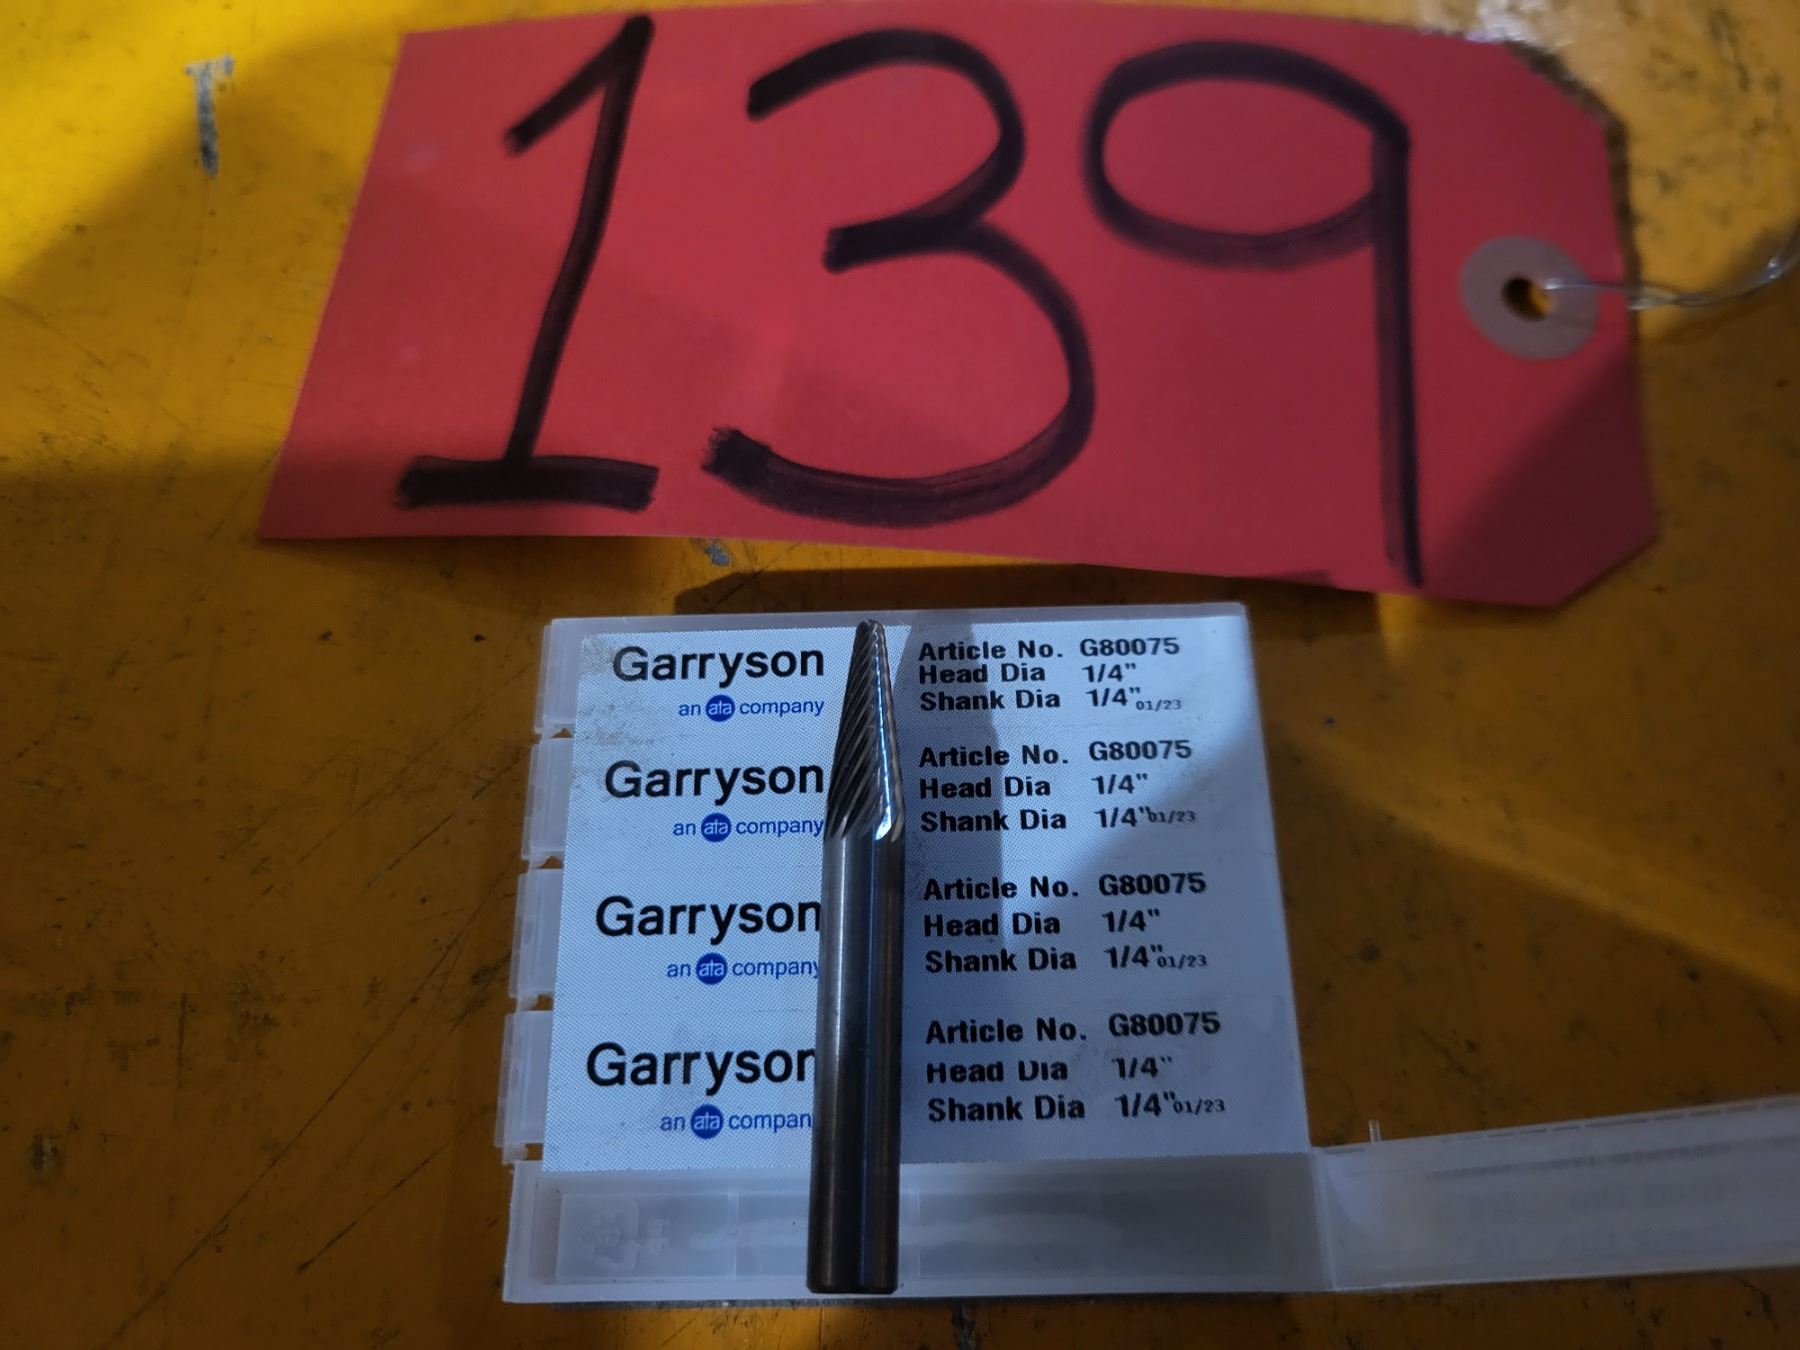 139
Garryson
an ata company
Article No. G80075
Head Dia 1/4"
Shank Dia 1/4" 01/23
Garryson
an ata company
Article No. G80075
Head Dia 1/4"
Shank Dia 1/4" 01/23
Garryson
an ata company
Article No. G80075
Head Dia 1/4"
Shank Dia 1/4" 01/23
Garryson
an ata compan
Article No. G80075
Head Dia 1/4"
Shank Dia 1/4" 01/23